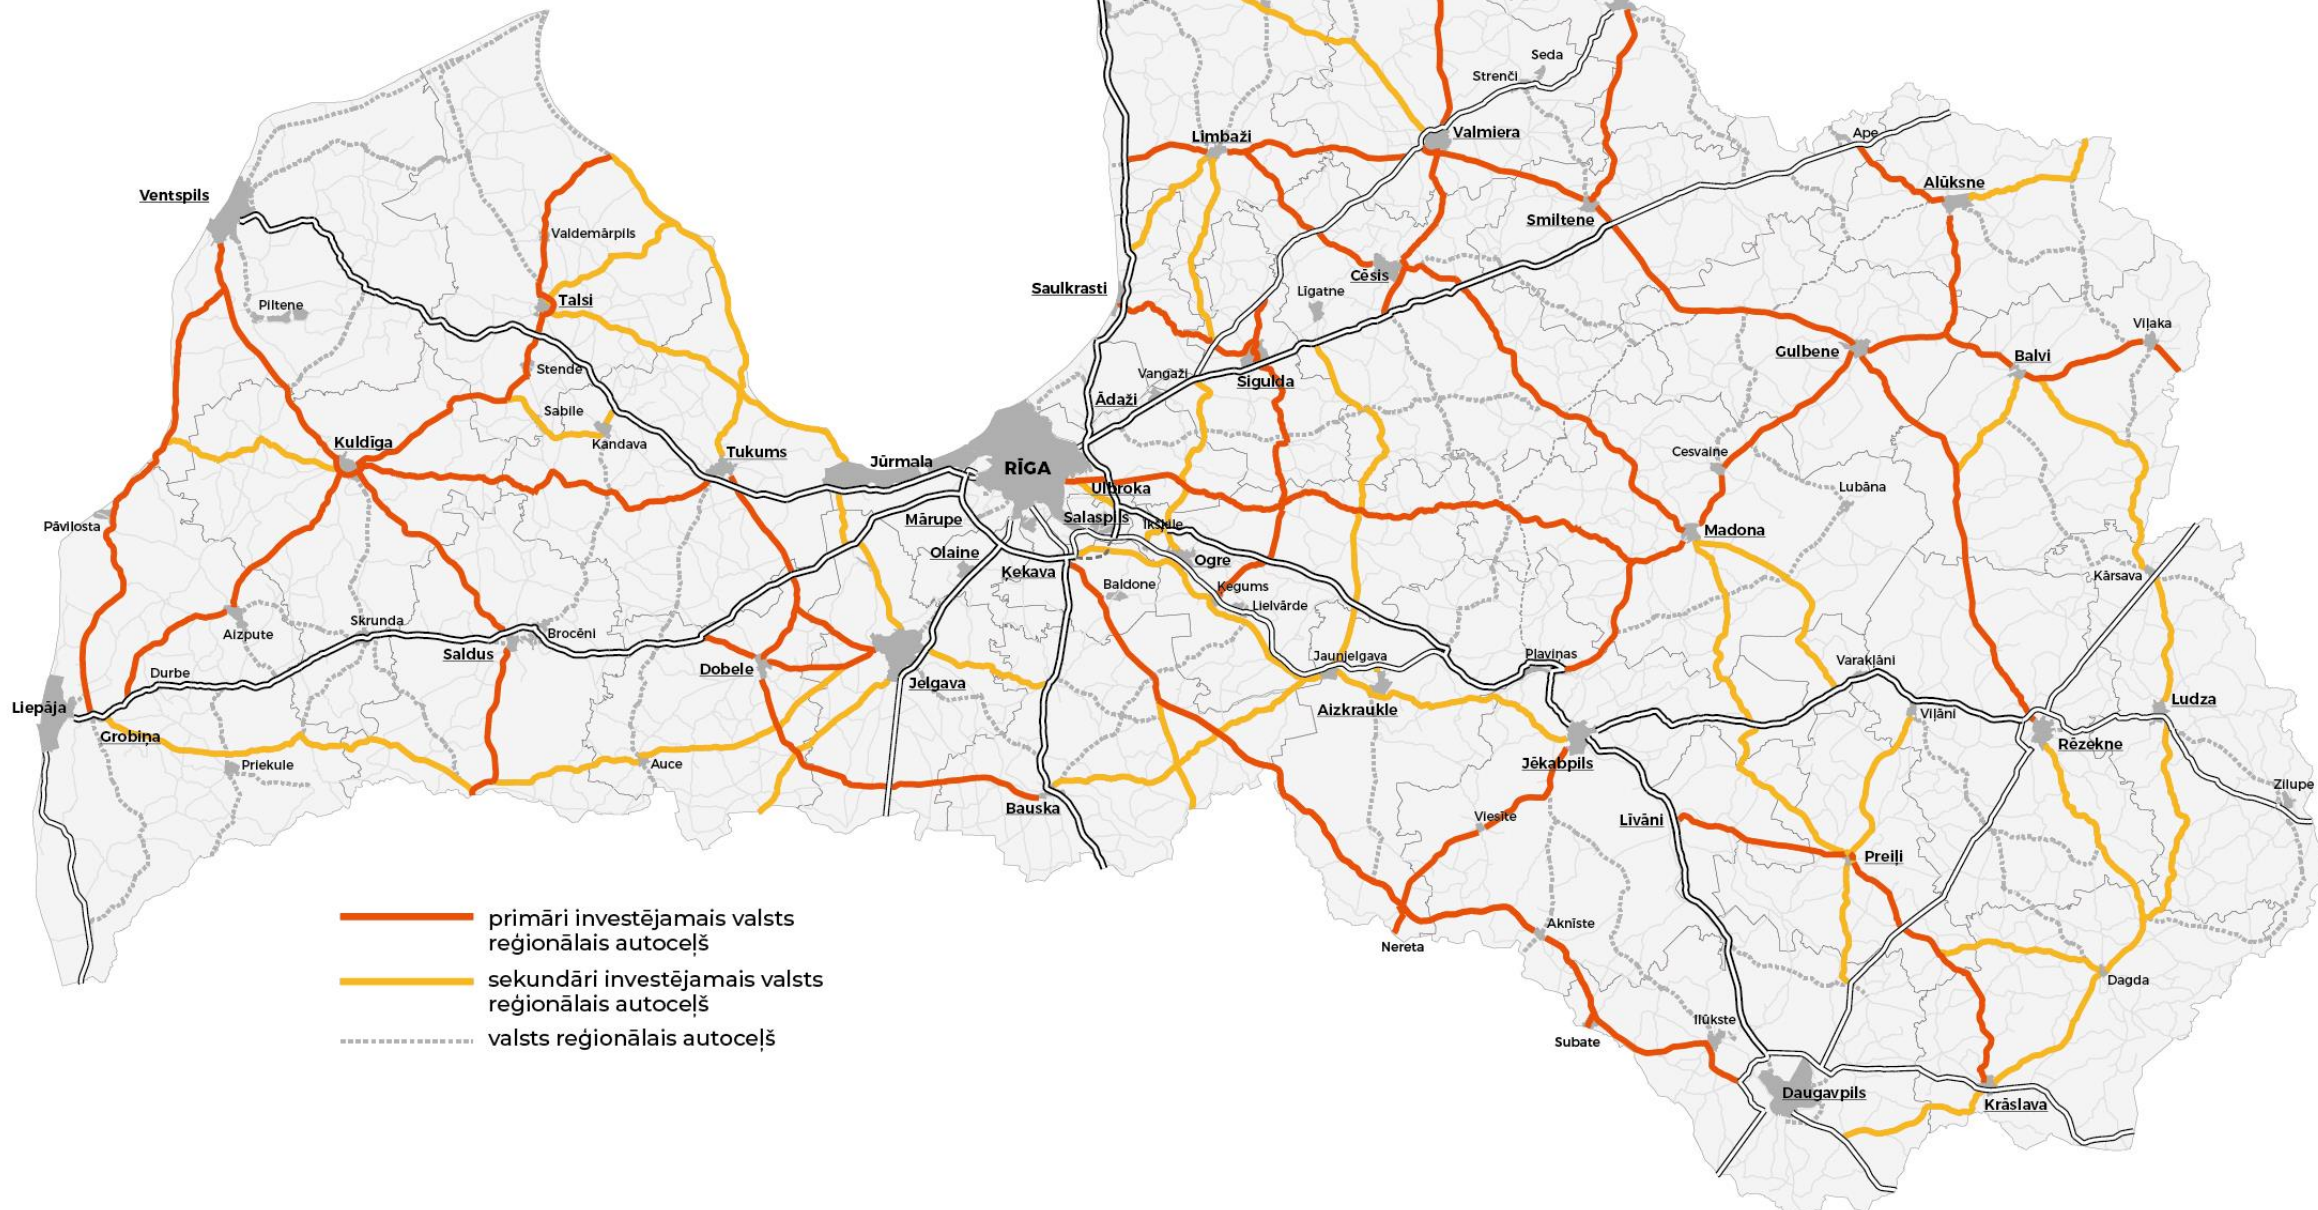 Seda
Strenči
Ape
Limbaži
Valmiera
Alūksne
Ventspils
Smiltene
Valdemārpils
Cēsis
Saulkrasti
Līgatne
Piltene
Talsi
Viļaka
Gulbene
Balvi
Stende
Vangaži
Sigulda
Ādaži
Sabile
Kuldīga
Kandava
Tukums
Cesvaine
Jūrmala
RĪGA
Ulbroka
Lubāna
Pāvilosta
Mārupe
Salaspils
Ikšķile
Madona
Olaine
Ogre
Ķekava
Kārsava
Baldone
Ķegums
Lielvārde
Aizpute
Skrunda
Brocēni
Saldus
Jaunjelgava
Pļaviņas
Varakļāni
Durbe
Dobele
Jelgava
Liepāja
Aizkraukle
Viļāni
Ludza
Grobiņa
Rēzekne
Priekule
Auce
Jēkabpils
Zilupe
Bauska
Viesīte
Līvāni
Preiļi
primāri investējamais valsts
reģionālais autoceļš
Nereta
Aknīste
sekundāri investējamais valsts
reģionālais autoceļš
Dagda
valsts reģionālais autoceļš
Subate
Ilūkste
Daugavpils
Krāslava